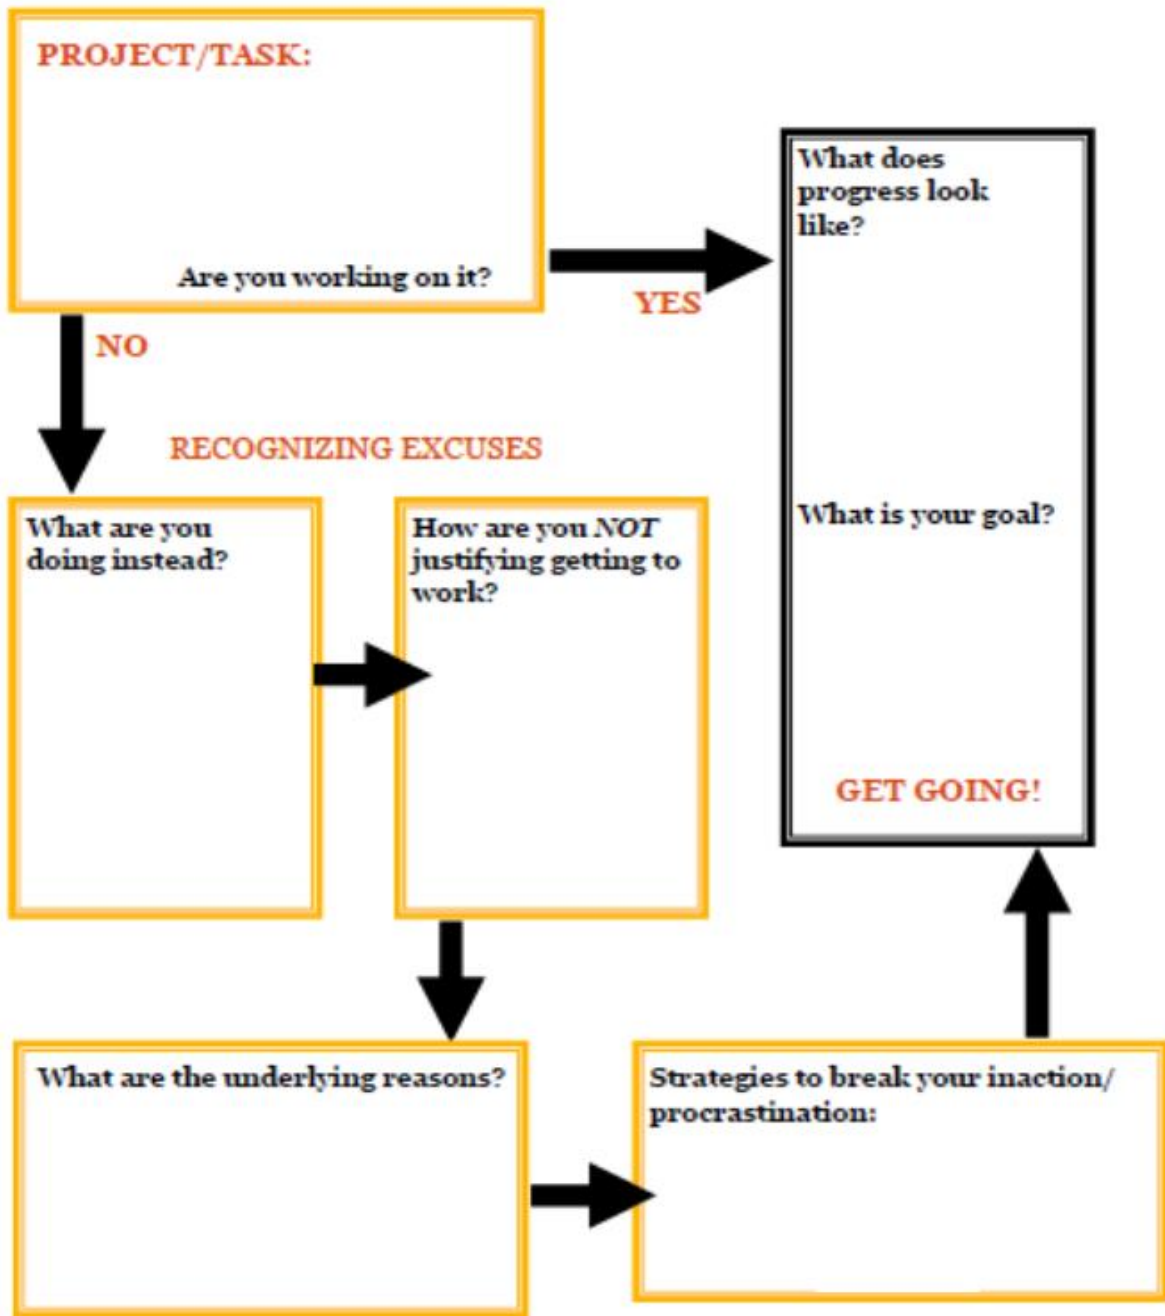 PROJECT/TASK:
Are you working on it?
YES
NO
What does
progress look
like?
What is your goal?
GET GOING!
RECOGNIZING EXCUSES
What are you
doing instead?
How are you NOT
justifying getting to
work?
What are the underlying reasons?
Strategies to break your inaction/
procrastination: